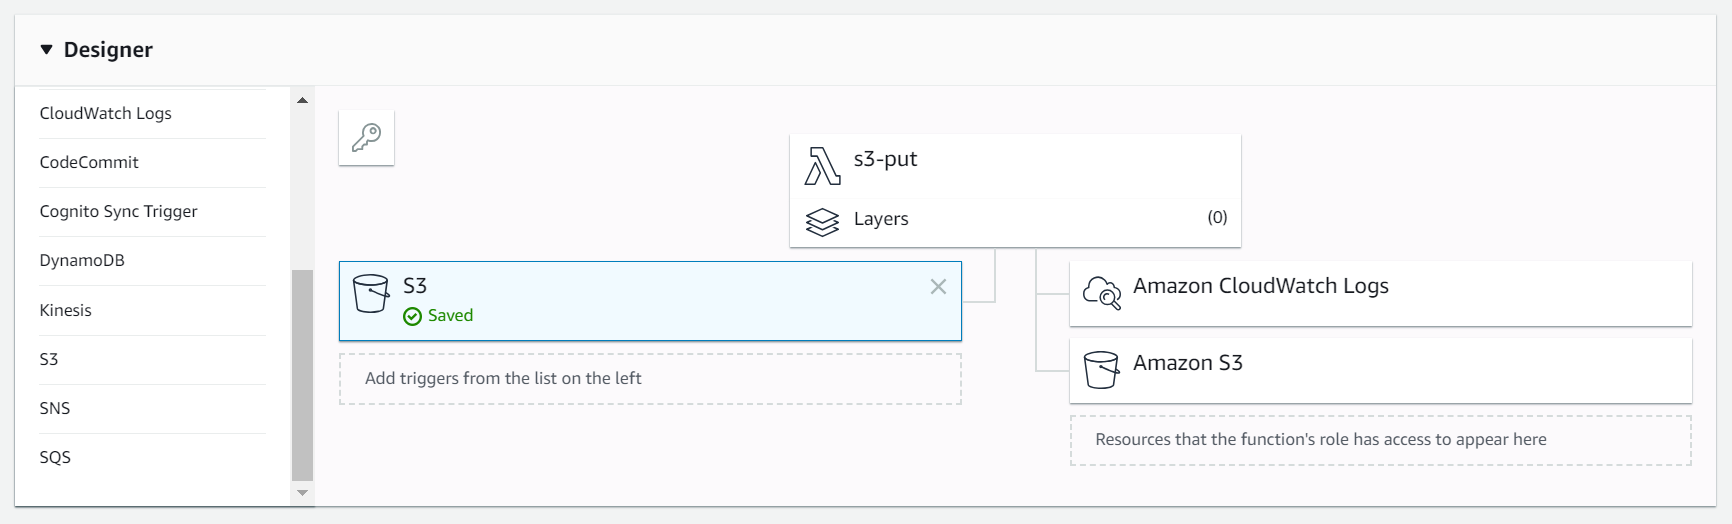 Designer
CloudWatch Logs
CodeCommit
Cognito Sync Trigger
DynamoDB
Kinesis
S3
SNS
SQS
s3-put
Layers (0)
S3
Saved
Add triggers from the list on the left
Amazon CloudWatch Logs
Amazon S3
Resources that the function's role has access to appear here